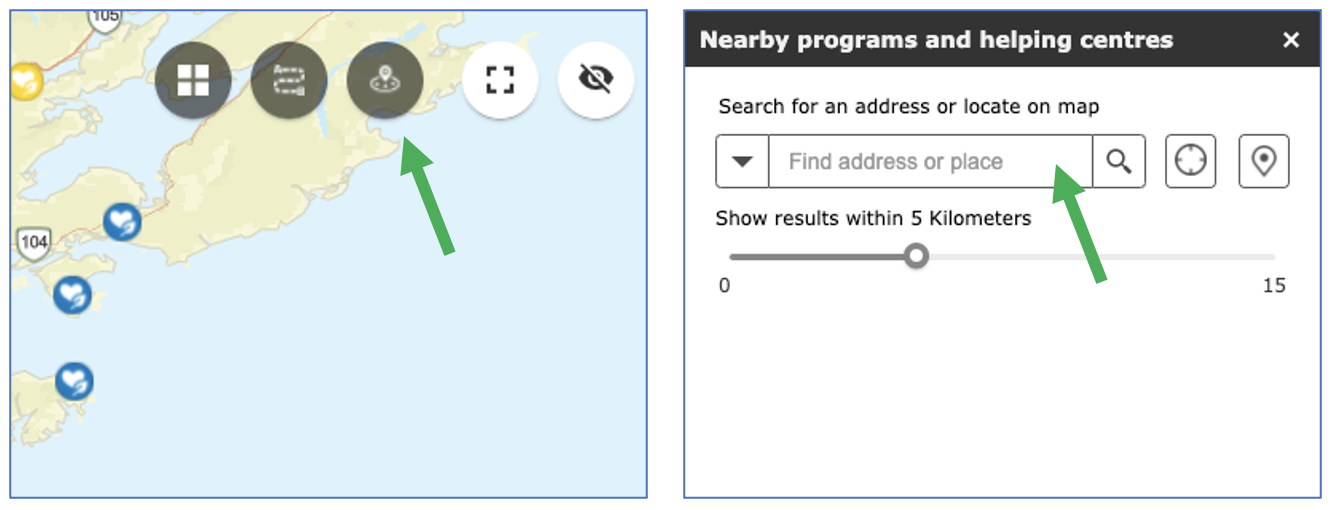 105
A
B
104
Nearby programs and helping centres
Search for an address or locate on map
Find address or place
Show results within 5 Kilometers
0
15